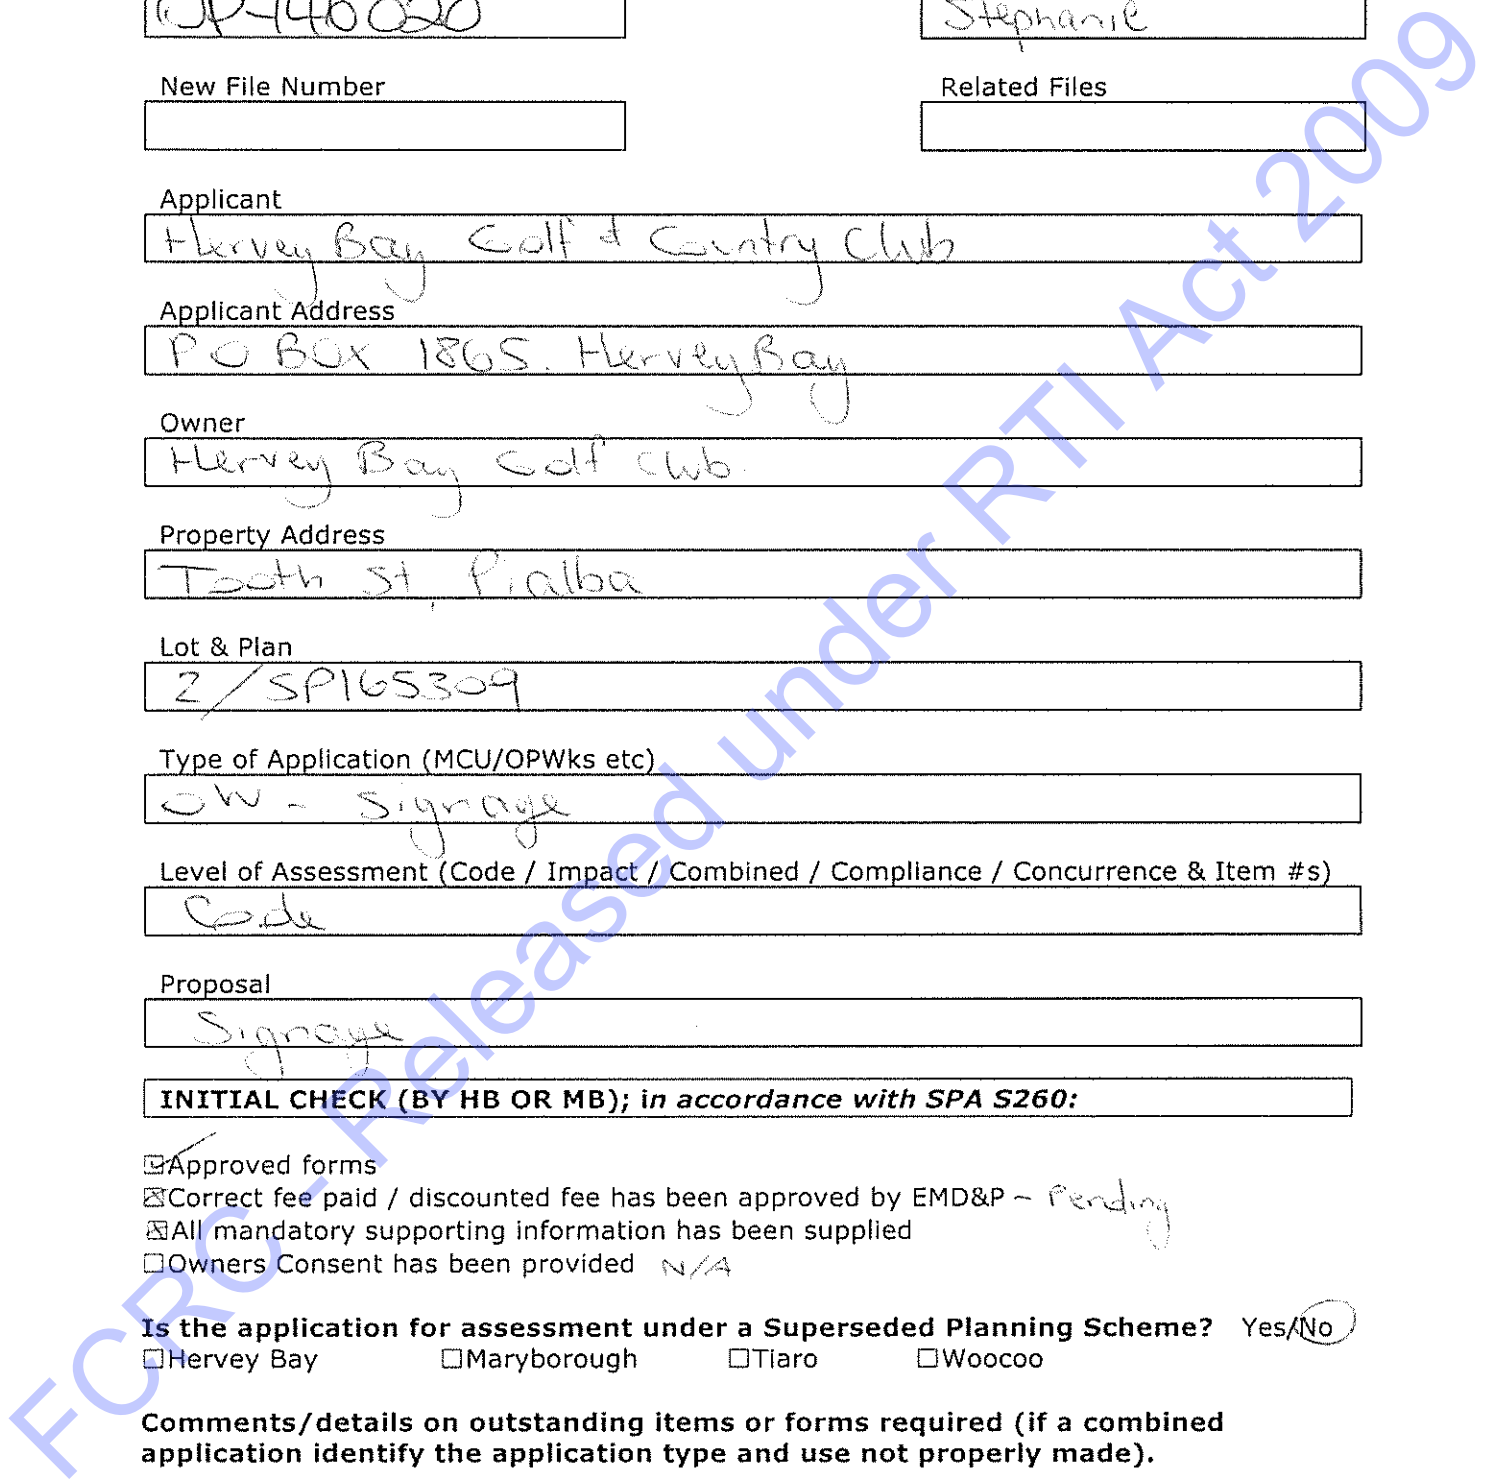 OP-140020 Stephanie
New File Number Related Files
Applicant
Hervey Bay Golf & Country Club
Applicant Address
PO BOX 1865. Hervey Bay
Owner
Hervey Bay Golf Club.
Property Address
Tooth St, Pialba
Lot & Plan
2/SP165309
Type of Application (MCU/OPWks etc)
OW - Signage
Level of Assessment (Code / Impact / Combined / Compliance / Concurrence & Item #s)
Code
Proposal
Signage
INITIAL CHECK (BY HB OR MB); in accordance with SPA S260:
☑Approved forms
☒Correct fee paid / discounted fee has been approved by EMD&P - Pending
☒All mandatory supporting information has been supplied
☐Owners Consent has been provided N/A
Is the application for assessment under a Superseded Planning Scheme? Yes/No
☐Hervey Bay ☐Maryborough ☐Tiaro ☐Woocoo
Comments/details on outstanding items or forms required (if a combined
application identify the application type and use not properly made).
FCRC - Released under RTI Act 2009